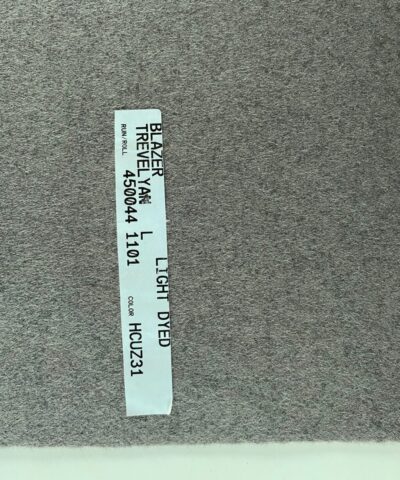 BLAZER LIGHT DYED
TREVELYAN L
RUN/ROLL 450044 1101 COLOR HCUZ31